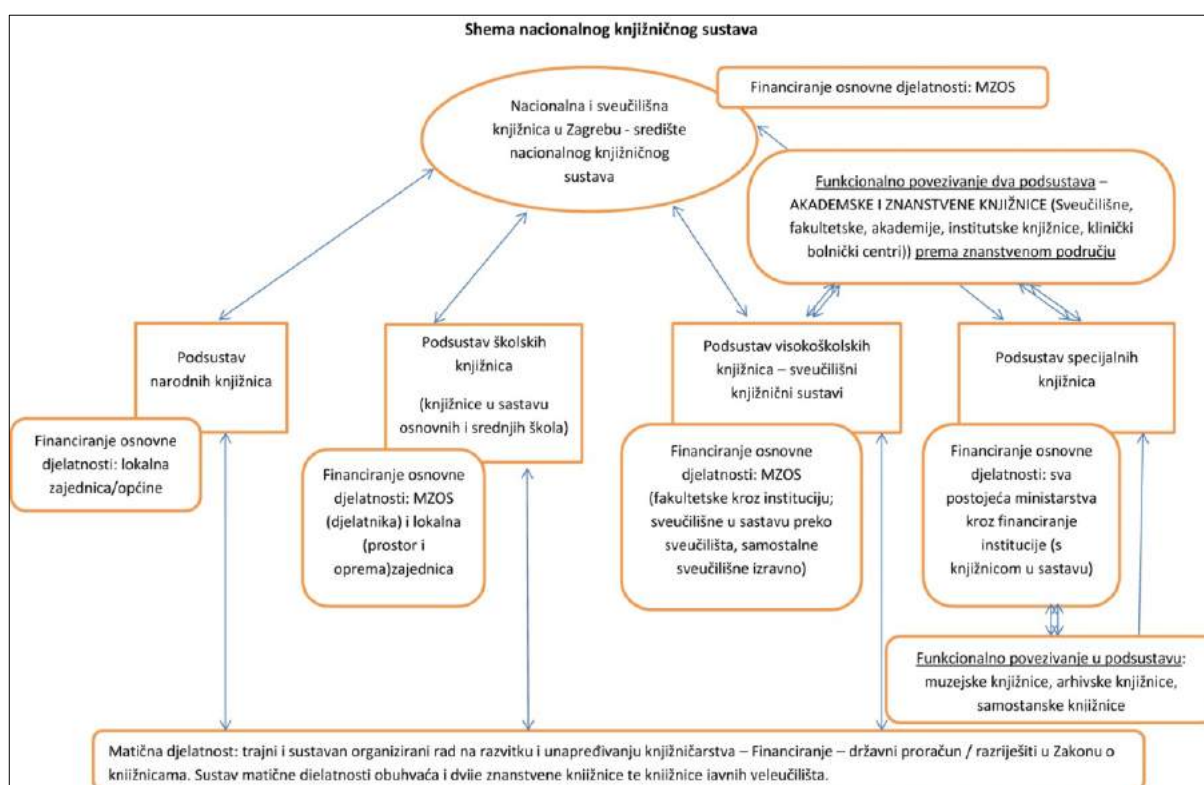 Shema nacionalnog knjižničnog sustava
Financiranje osnovne djelatnosti: MZOS
Nacionalna i sveučilišna
knjižnica u Zagrebu - središte
nacionalnog knjižničnog
sustava
Funkcionalno povezivanje dva podsustava –
AKADEMSKE I ZNANSTVENE KNJIŽNICE (Sveučilišne,
fakultetske, akademije, institutske knjižnice, klinički
bolnički centri)) prema znanstvenom području
Podsustav
narodnih knjižnica
Financiranje osnovne
djelatnosti: lokalna
zajednica/općine
Podsustav školskih
knjižnica
(knjižnice u sastavu
osnovnih i srednjih škola)
Financiranje osnovne
djelatnosti: MZOS
(djelatnika) i lokalna
(prostor i
oprema)zajednica
Podsustav visokoškolskih
knjižnica – sveučilišni
knjižnični sustavi
Financiranje osnovne
djelatnosti: MZOS
(fakultetske kroz instituciju;
sveučilišne u sastavu preko
sveučilišta, samostalne
sveučilišne izravno)
Podsustav specijalnih
knjižnica
Financiranje osnovne
djelatnosti: sva
postojeća ministarstva
kroz financiranje
institucije (s
knjižnicom u sastavu)
Funkcionalno povezivanje u podsustavu:
muzejske knjižnice, arhivske knjižnice,
samostanske knjižnice
Matična djelatnost: trajni i sustavan organizirani rad na razvitku i unapređivanju knjižničarstva – Financiranje – državni proračun / razriješiti u Zakonu o
knjižnicama. Sustav matične djelatnosti obuhvaća i dvije znanstvene knjižnice te knjižnice javnih veleučilišta.